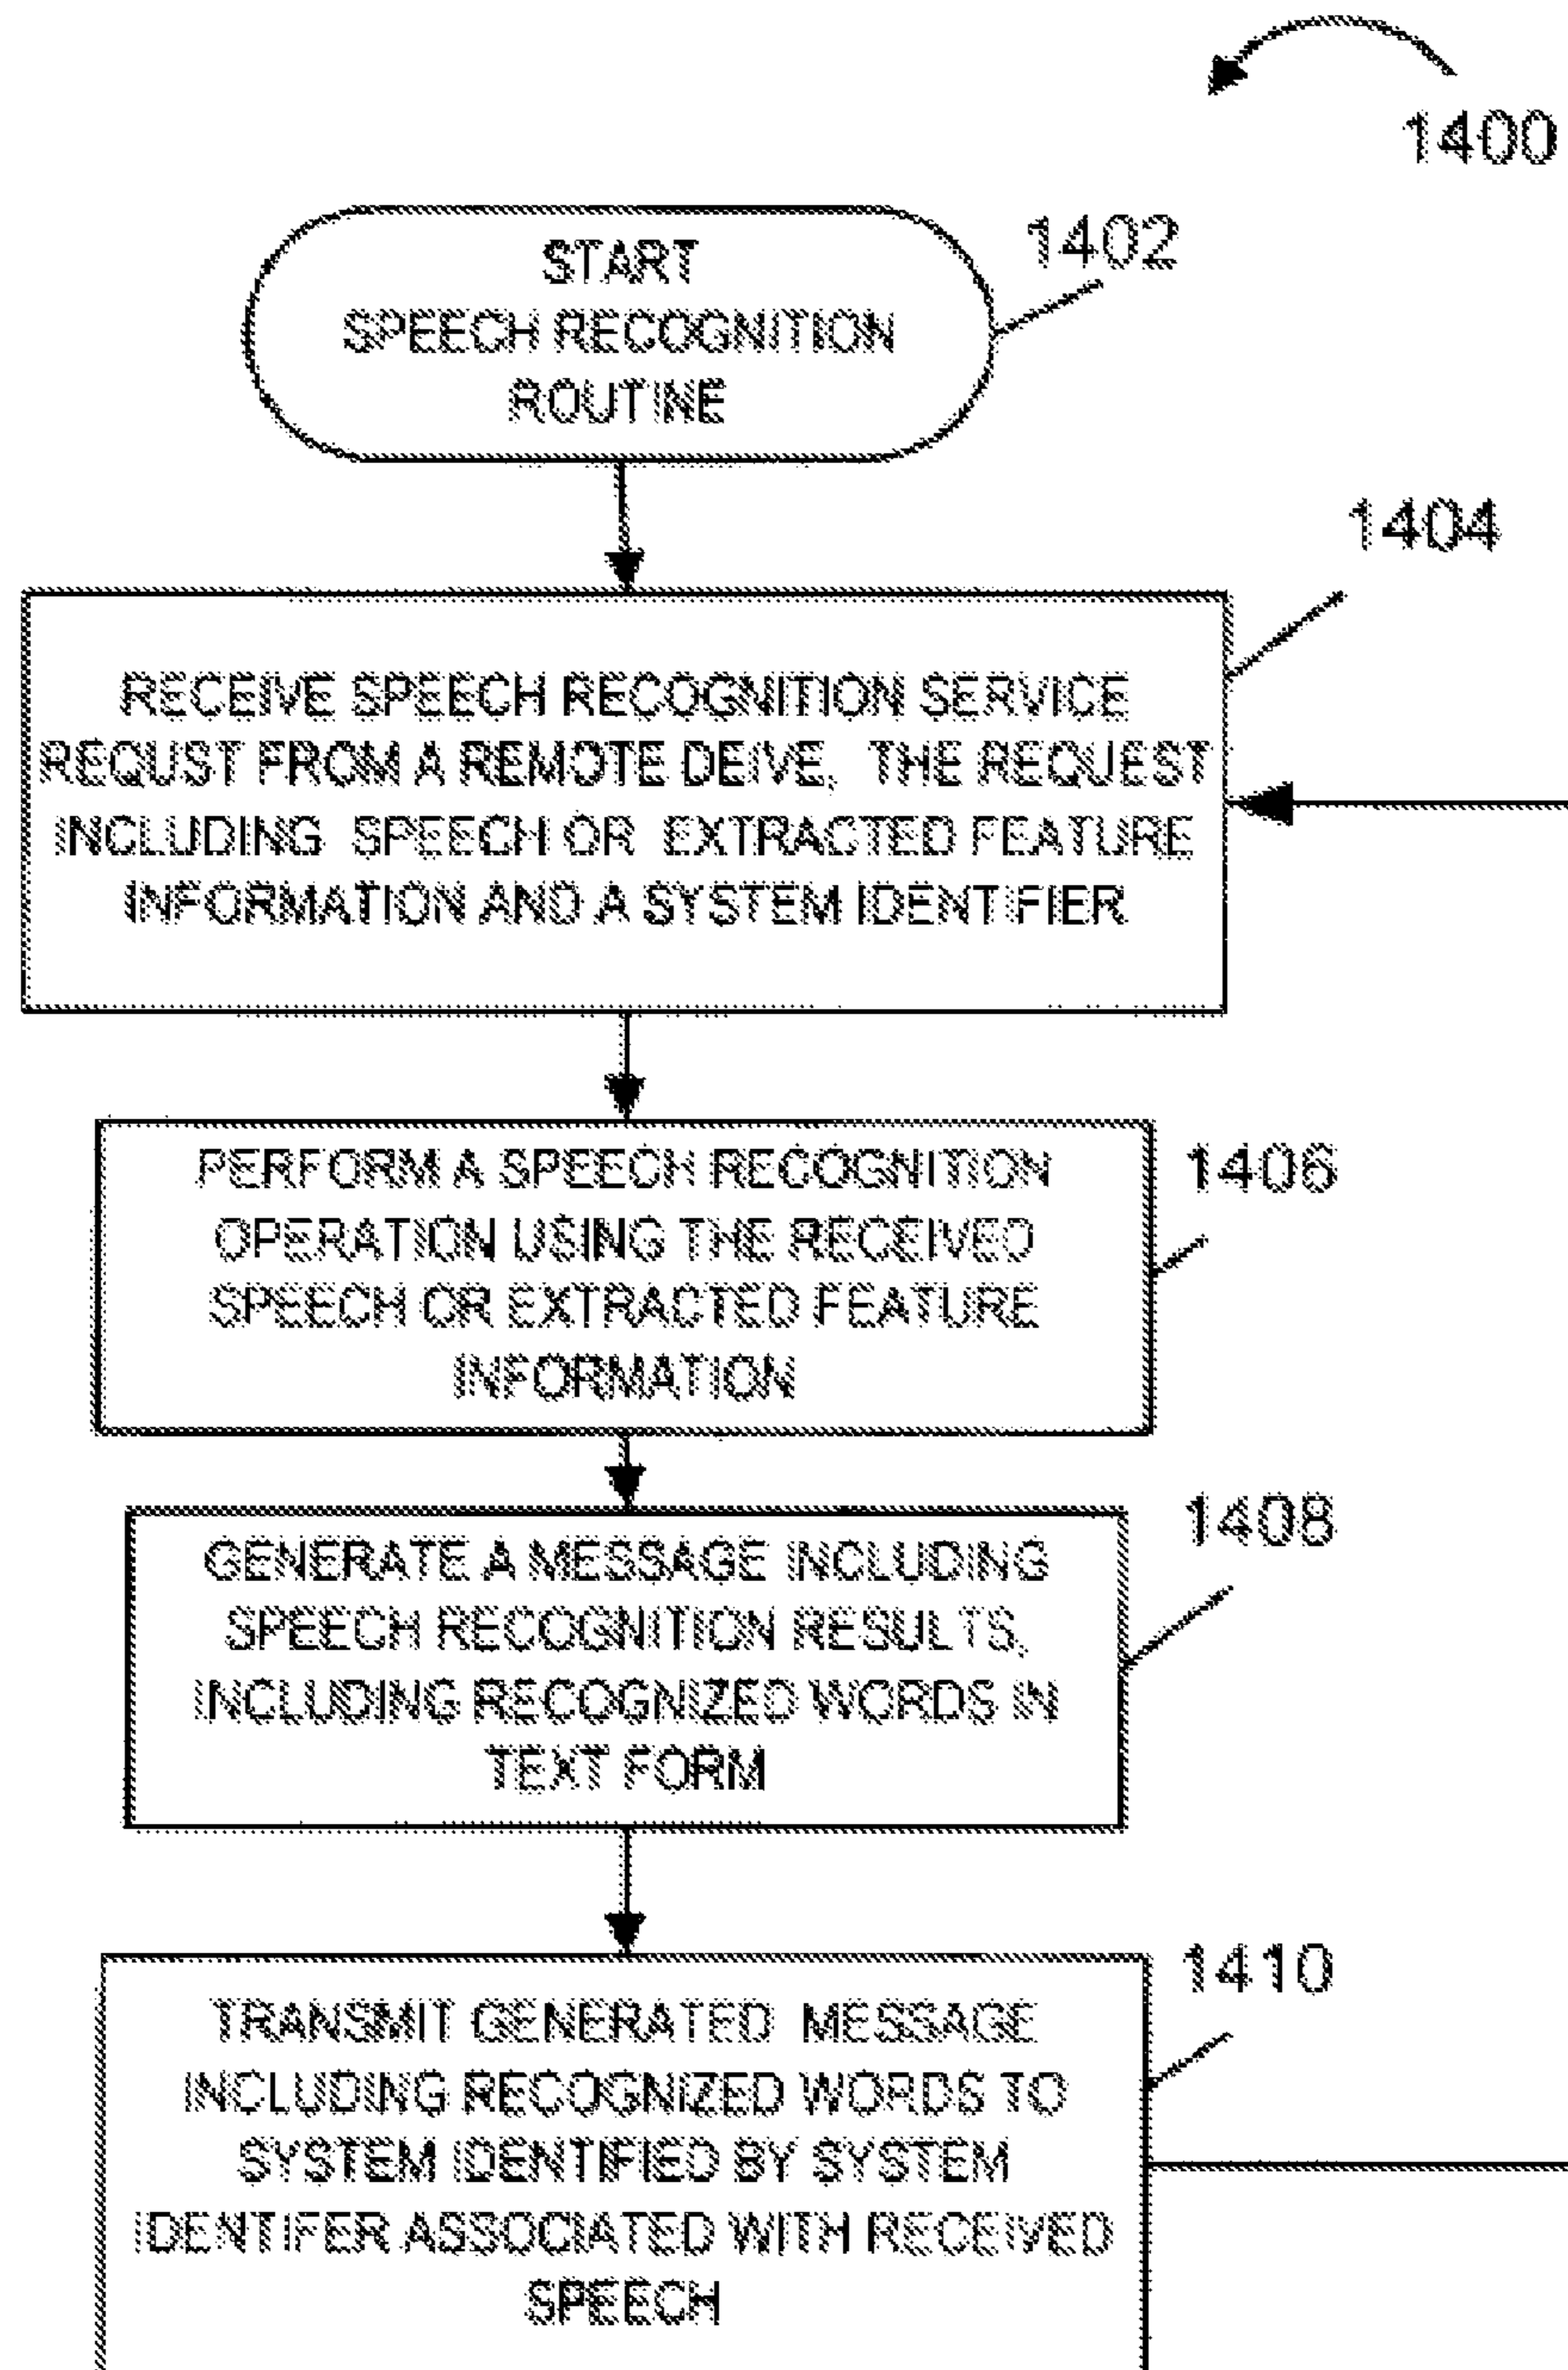 1400
START
SPEECH RECOGNITION
ROUTINE
1402
1404
RECEIVE SPEECH RECOGNITION SERVICE
REQUST FROM A REMOTE DEIVE, THE REQUEST
INCLUDING SPEECH OR EXTRACTED FEATURE
INFORMATION AND A SYSTEM IDENTIFIER
1406
PERFORM A SPEECH RECOGNITION
OPERATION USING THE RECEIVED
SPEECH OR EXTRACTED FEATURE
INFORMATION
1408
GENERATE A MESSAGE INCLUDING
SPEECH RECOGNITION RESULTS,
INCLUDING RECOGNIZED WORDS IN
TEXT FORM
1410
TRANSMIT GENERATED MESSAGE
INCLUDING RECOGNIZED WORDS TO
SYSTEM IDENTIFIED BY SYSTEM
IDENTIFER ASSOCIATED WITH RECEIVED
SPEECH